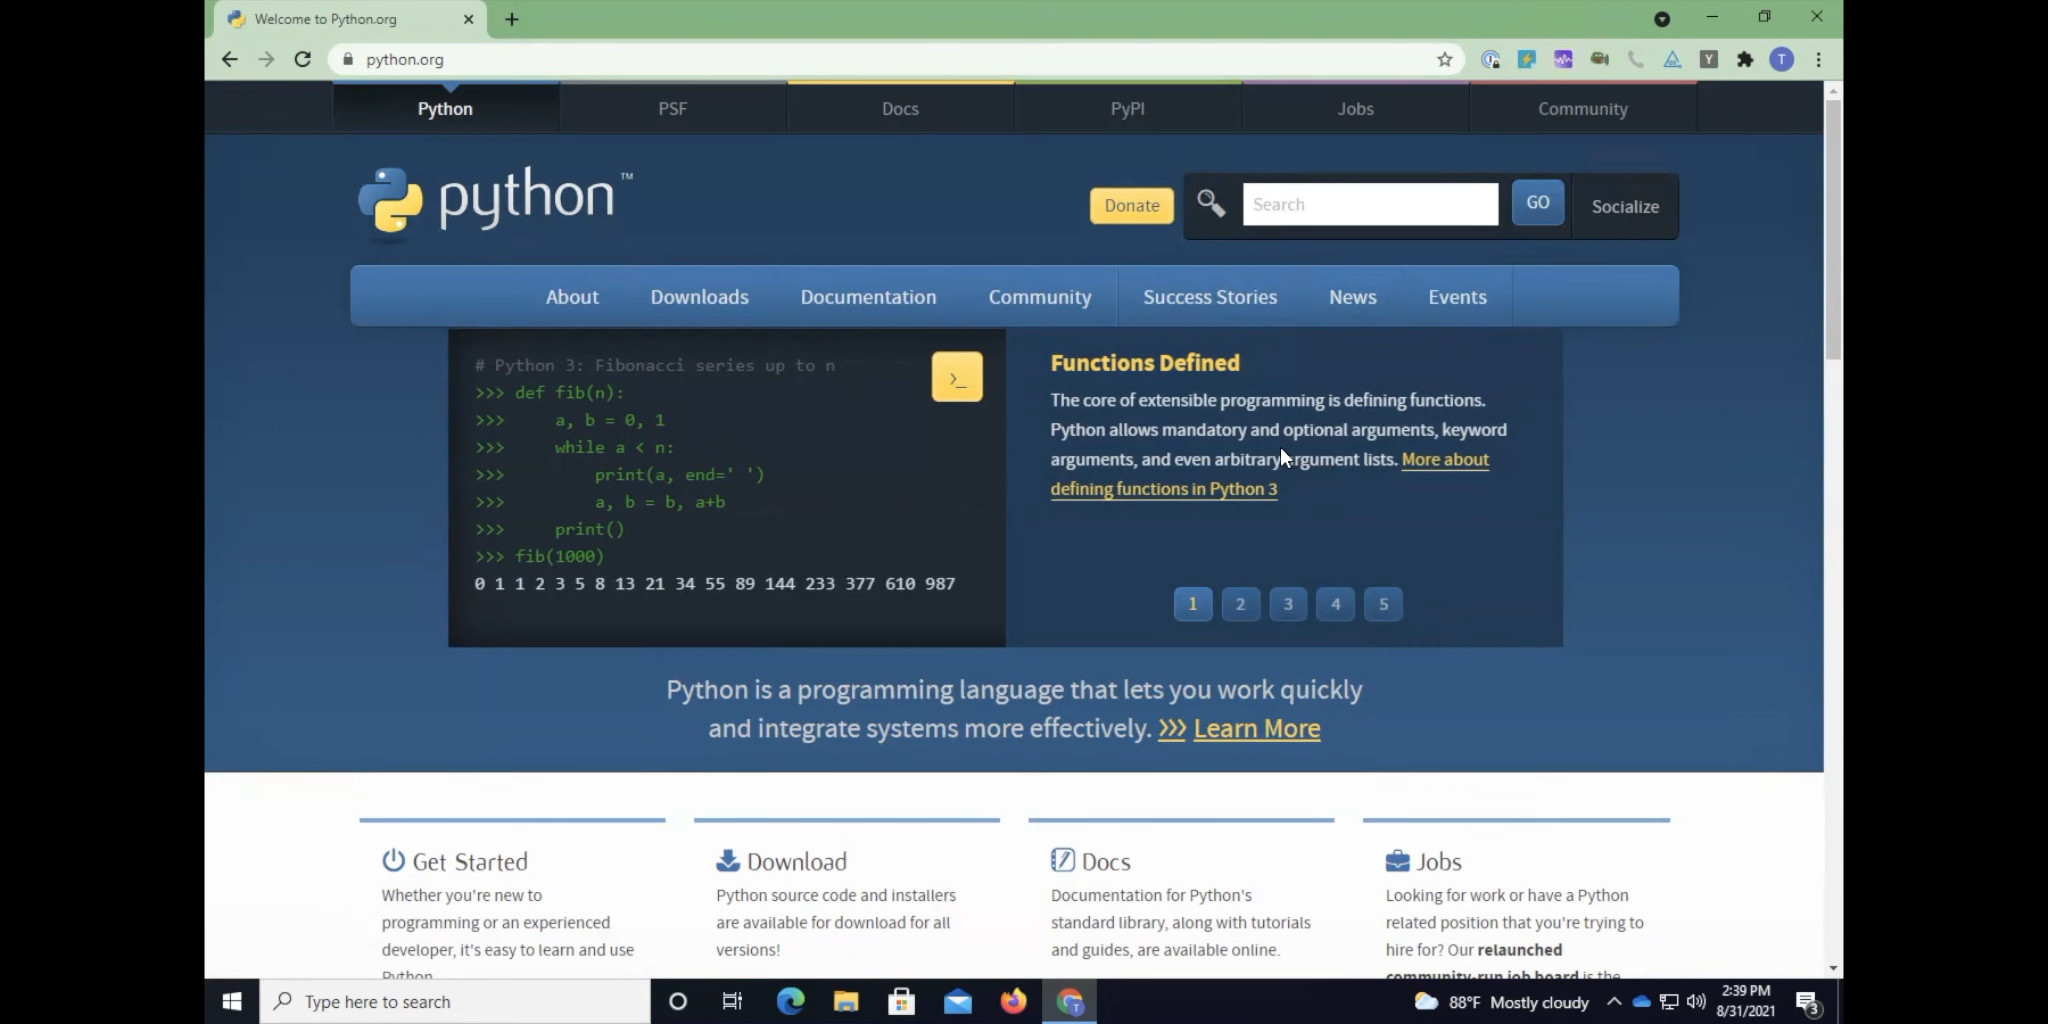 Welcome to Python.org
python.org
T
Python PSF Docs PyPI Jobs Community
python™
Donate Search GO Socialize
About Downloads Documentation Community Success Stories News Events
# Python 3: Fibonacci series up to n
>>> def fib(n):
>>>     a, b = 0, 1
>>>     while a < n:
>>>         print(a, end=' ')
>>>         a, b = b, a+b
>>>     print()
>>> fib(1000)
0 1 1 2 3 5 8 13 21 34 55 89 144 233 377 610 987
>_
Functions Defined
The core of extensible programming is defining functions.
Python allows mandatory and optional arguments, keyword
arguments, and even arbitrary argument lists. More about
defining functions in Python 3
1 2 3 4 5
Python is a programming language that lets you work quickly
and integrate systems more effectively. >>> Learn More
Get Started
Whether you're new to
programming or an experienced
developer, it's easy to learn and use
Python.
Download
Python source code and installers
are available for download for all
versions!
Docs
Documentation for Python's
standard library, along with tutorials
and guides, are available online.
Jobs
Looking for work or have a Python
related position that you're trying to
hire for? Our relaunched
community-run job board is the
Type here to search
88°F Mostly cloudy
2:39 PM
8/31/2021
3